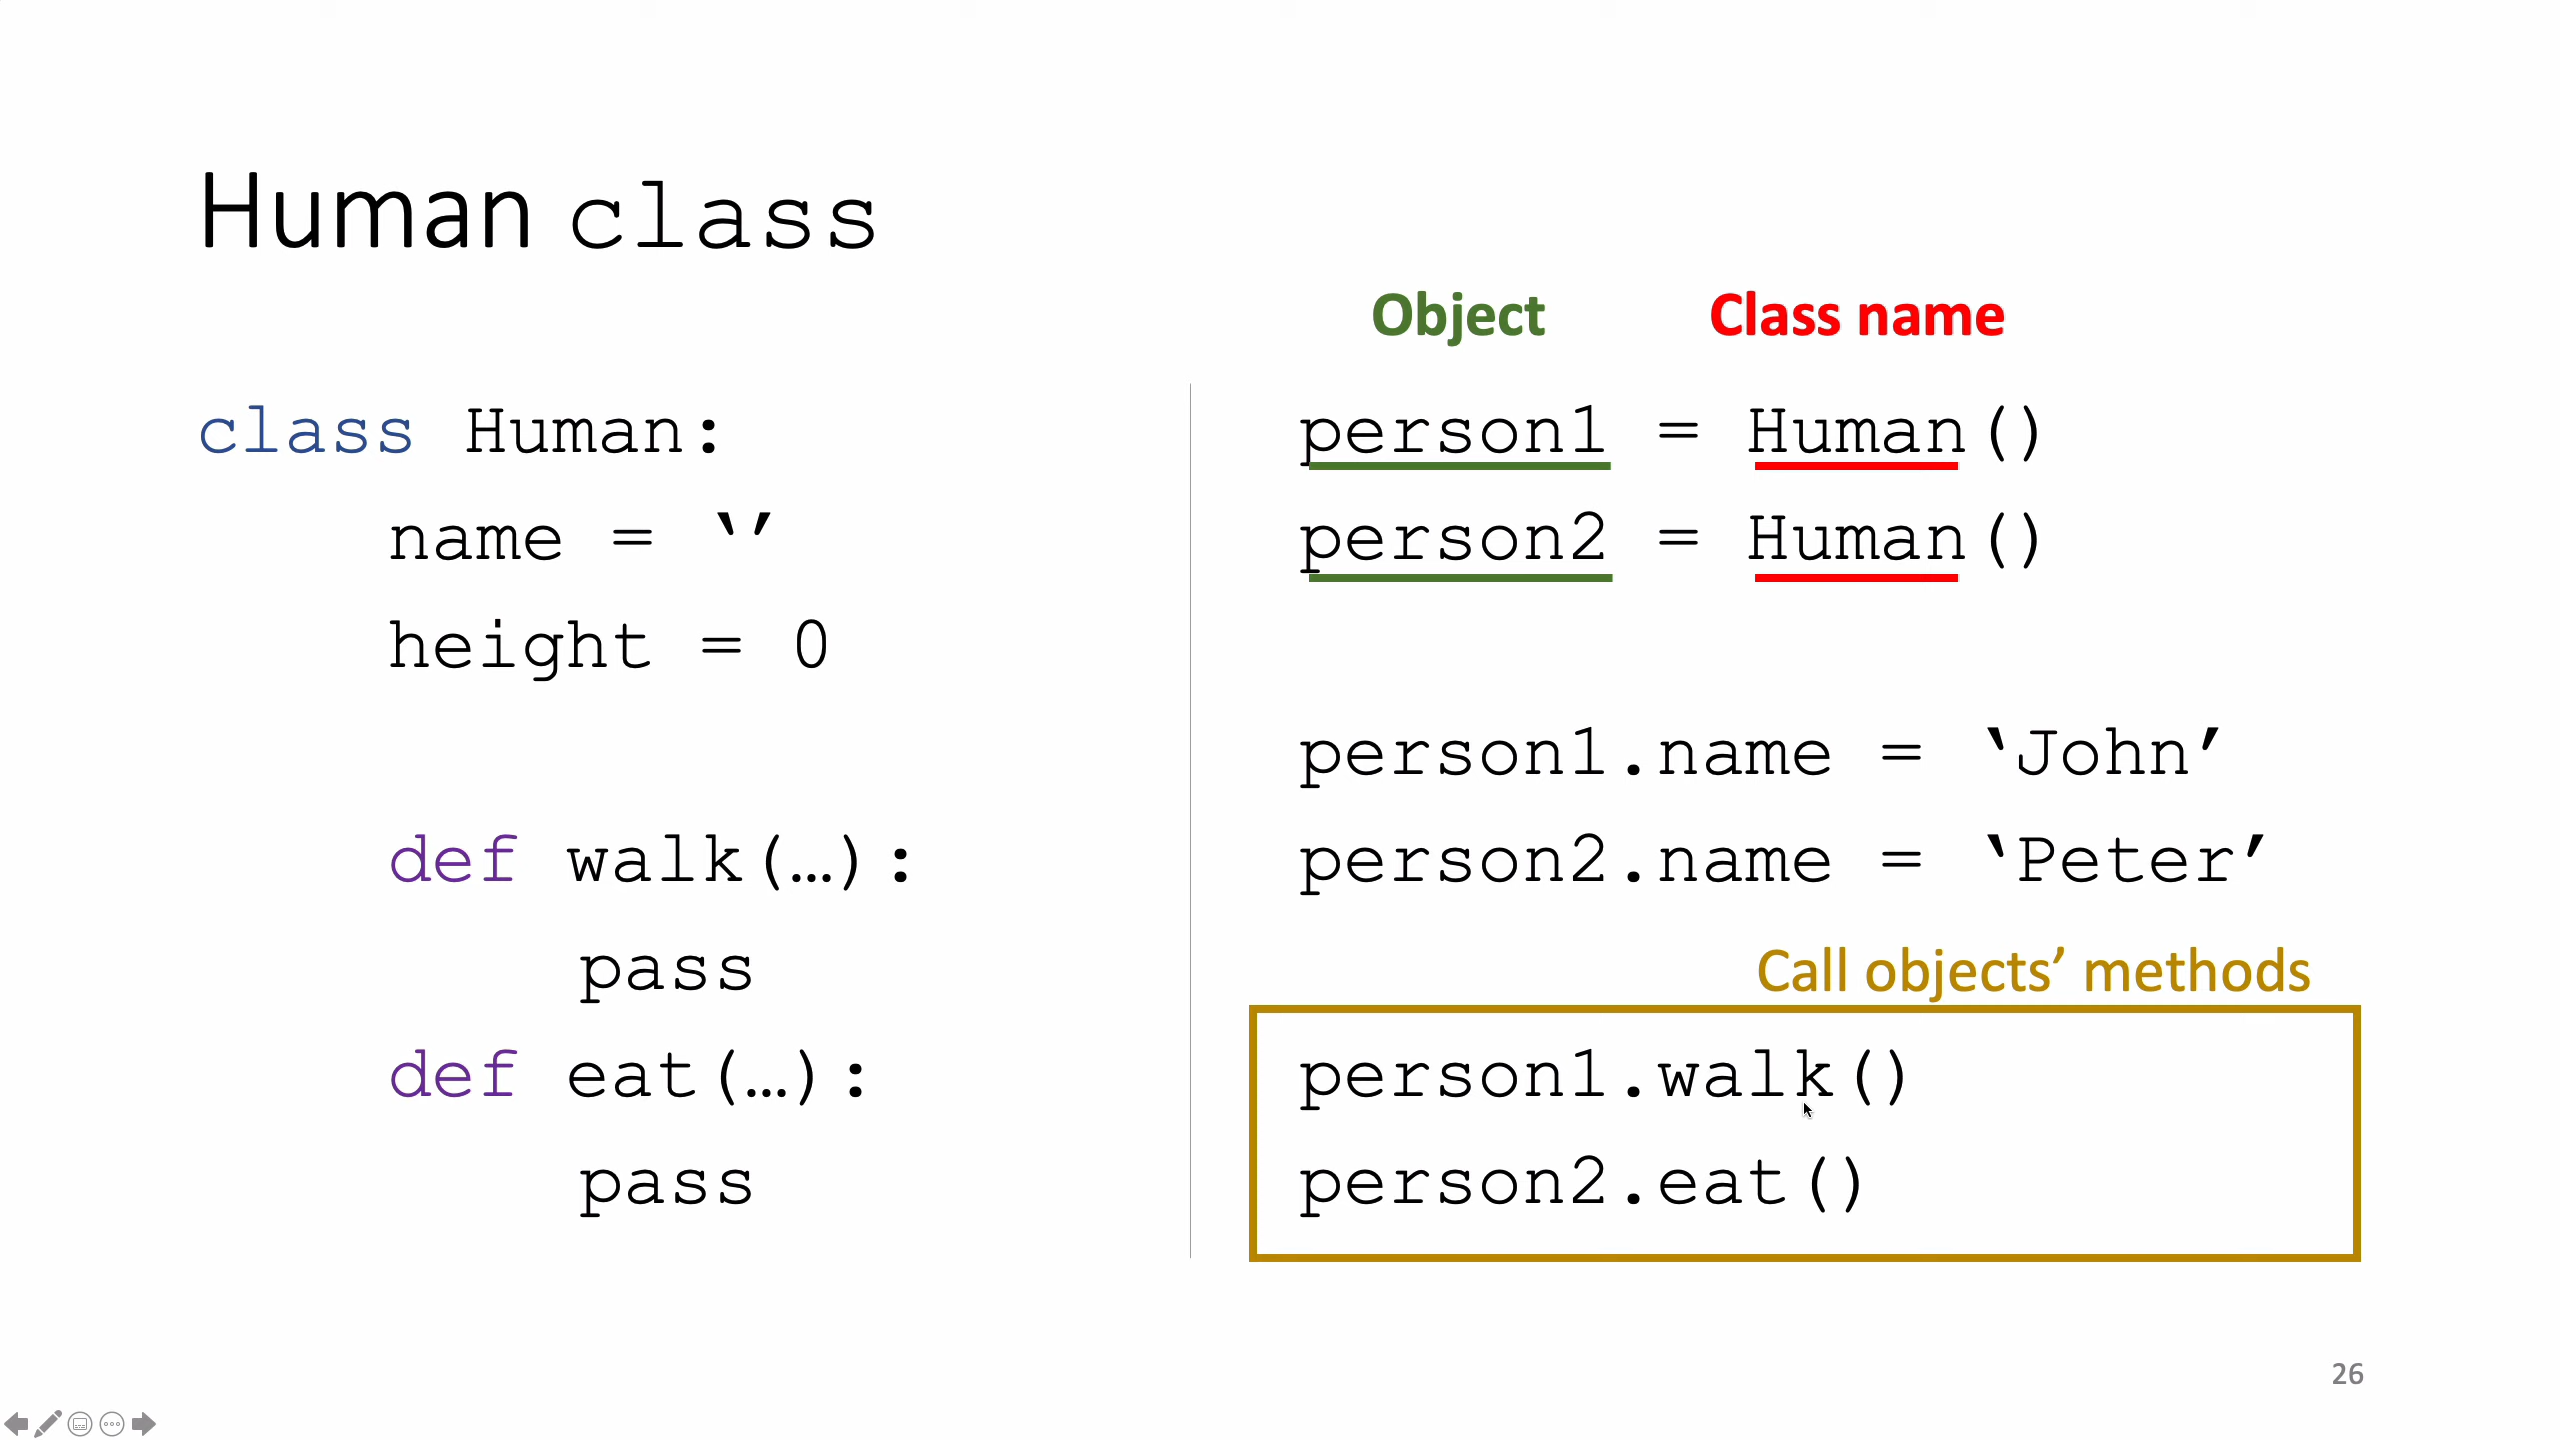 Human class
class Human:
name = ‘’
height = 0
def walk(…):
pass
def eat(…):
pass
Object Class name
person1 = Human()
person2 = Human()
person1.name = ‘John’
person2.name = ‘Peter’
Call objects’ methods
person1.walk()
person2.eat()
26